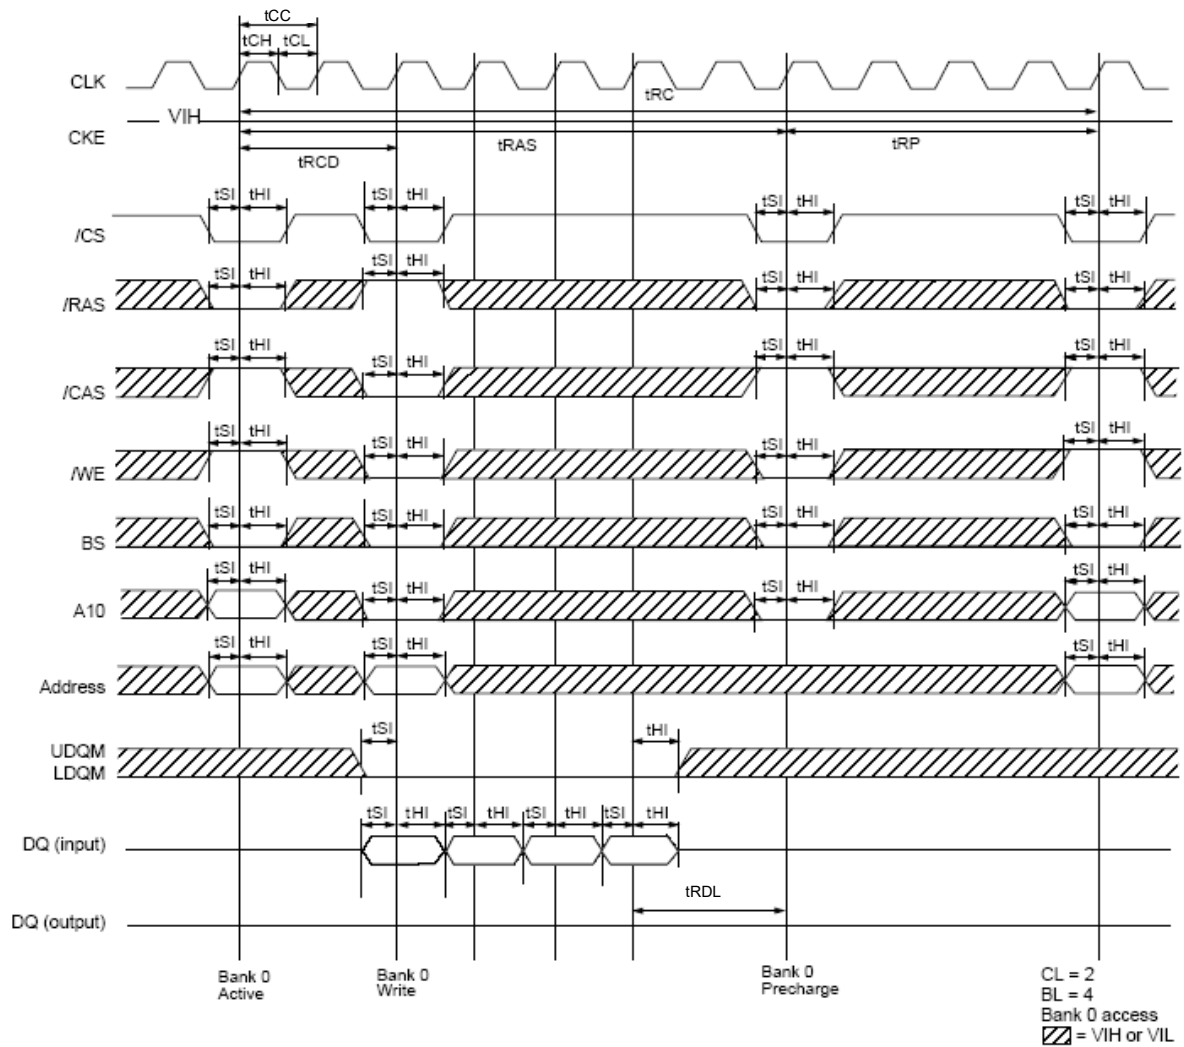 tCC
tCH tCL
CLK
tRC
VIH
CKE
tRAS
tRP
tRCD
tSI tHI tSI tHI tSI tHI tSI tHI
/CS
tSI tHI tSI tHI tSI tHI tSI tHI
/RAS
tSI tHI tSI tHI tSI tHI tSI tHI
/CAS
tSI tHI tSI tHI tSI tHI tSI tHI
/WE
tSI tHI tSI tHI tSI tHI tSI tHI
BS
tSI tHI tSI tHI tSI tHI tSI tHI
A10
tSI tHI tSI tHI tSI tHI
Address
tSI tHI
UDQM
LDQM
tSI tHI tSI tHI tSI tHI tSI tHI
DQ (input)
tRDL
DQ (output)
Bank 0
Active
Bank 0
Write
Bank 0
Precharge
CL = 2
BL = 4
Bank 0 access
= VIH or VIL